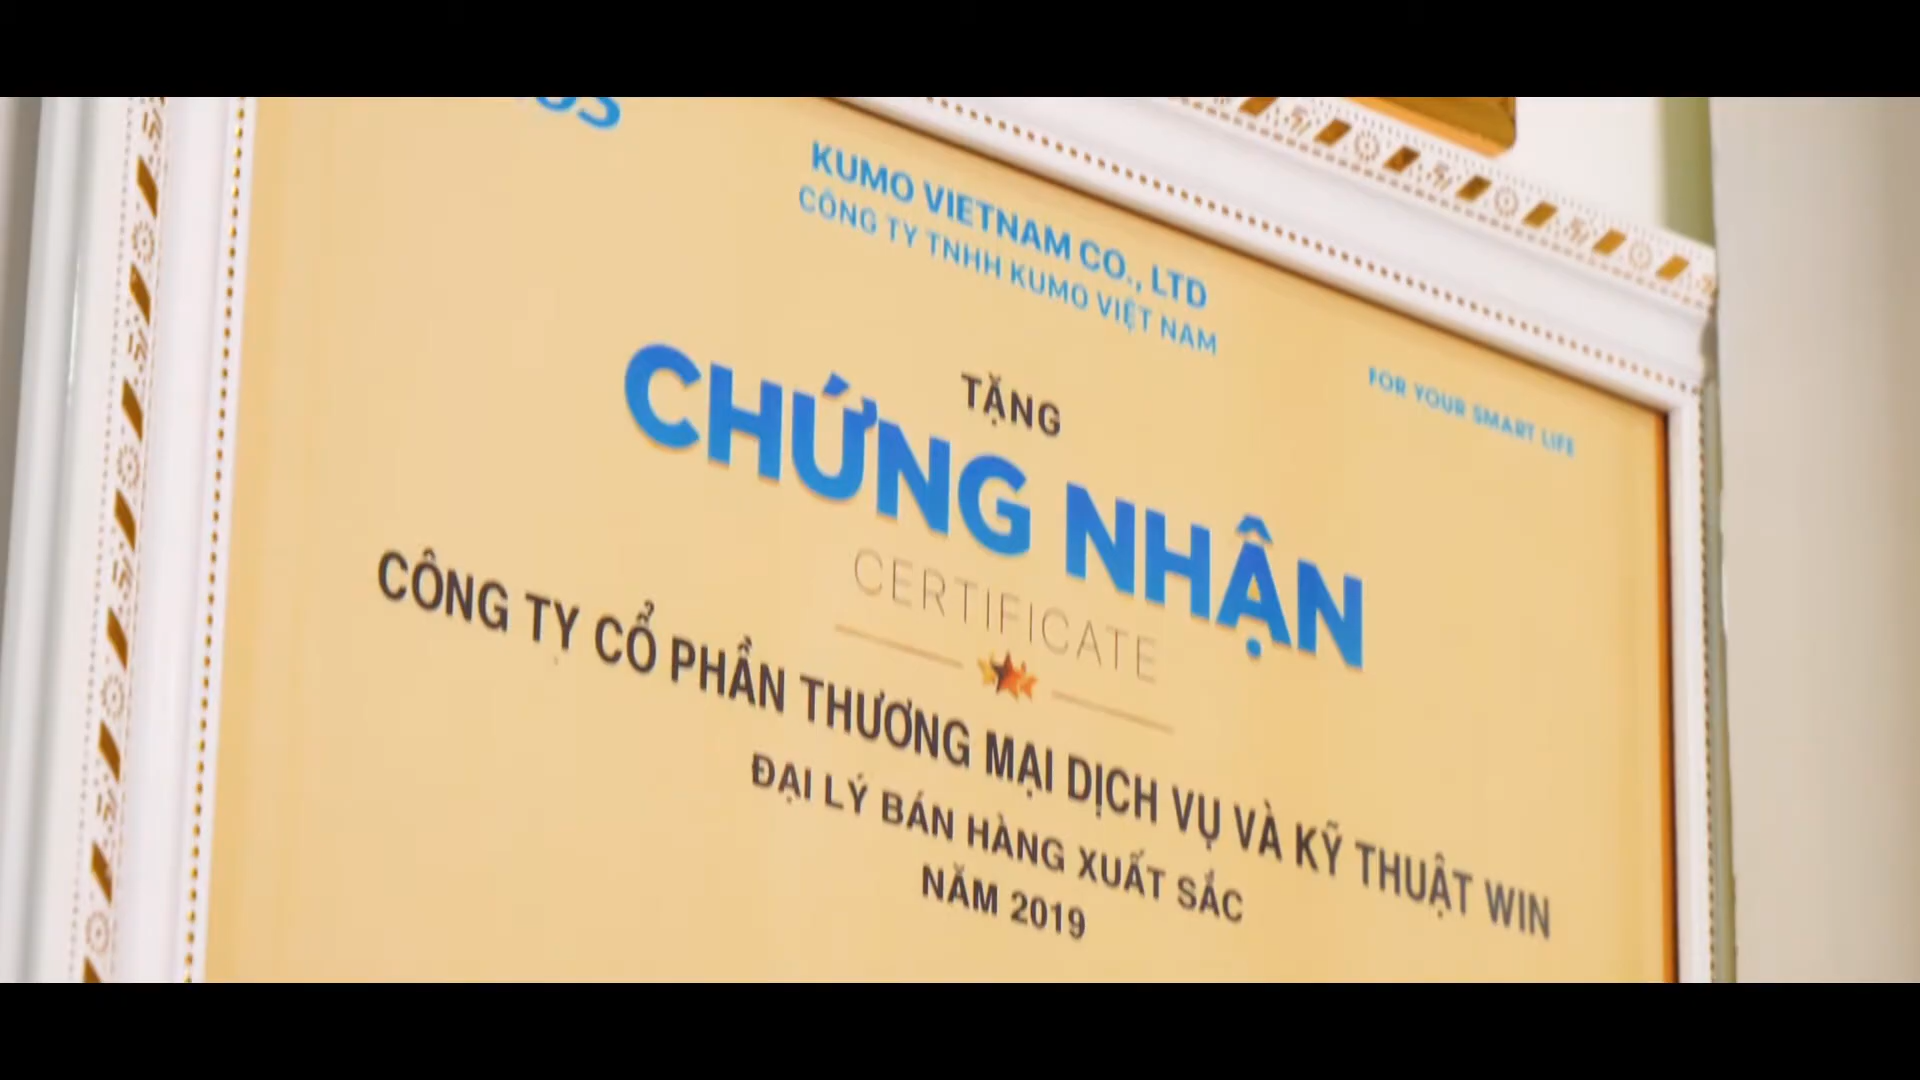 KUMO VIETNAM CO., LTD
CÔNG TY TNHH KUMO VIỆT NAM
FOR YOUR SMART LIFE
TẶNG
CHỨNG NHẬN
CERTIFICATE
CÔNG TY CỔ PHẦN THƯƠNG MẠI DỊCH VỤ VÀ KỸ THUẬT WIN
ĐẠI LÝ BÁN HÀNG XUẤT SẮC
NĂM 2019